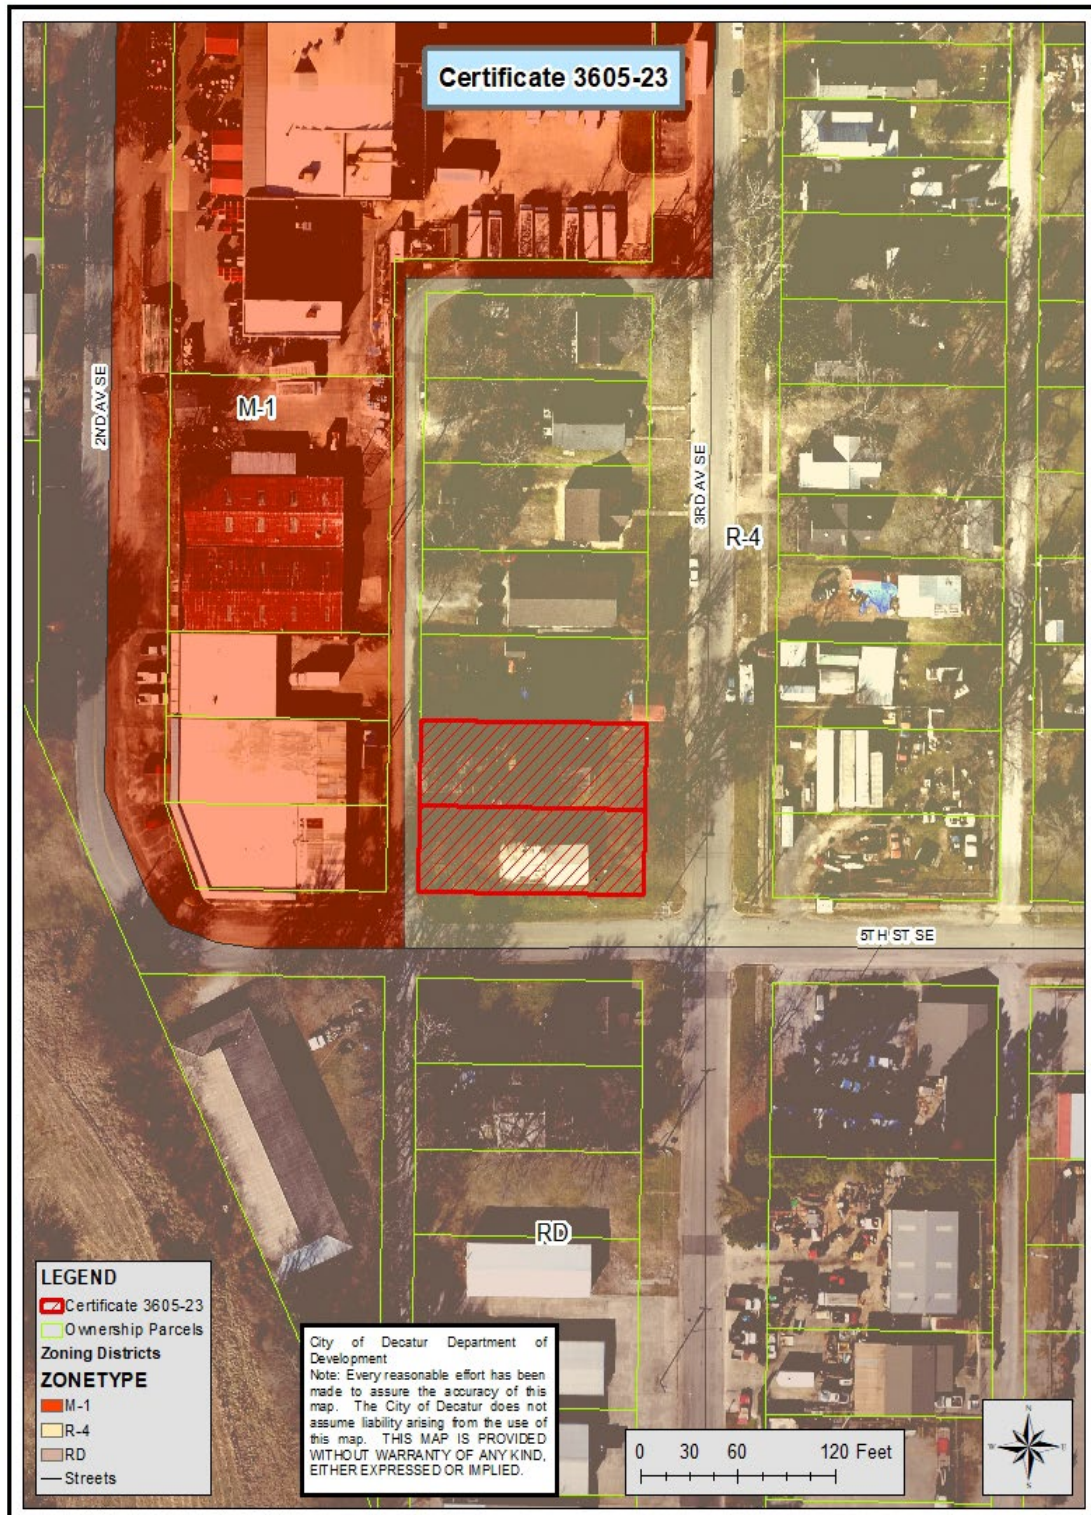 Certificate 3605-23
2ND AV SE
M-1
3RD AV SE
R-4
5TH ST SE
RD
LEGEND
Certificate 3605-23
Ownership Parcels
Zoning Districts
ZONETYPE
M-1
R-4
RD
Streets
City of Decatur Department of
Development
Note: Every reasonable effort has been
made to assure the accuracy of this
map. The City of Decatur does not
assume liability arising from the use of
this map. THIS MAP IS PROVIDED
WITHOUT WARRANTY OF ANY KIND,
EITHER EXPRESSED OR IMPLIED.
0 30 60 120 Feet
N
W E
S